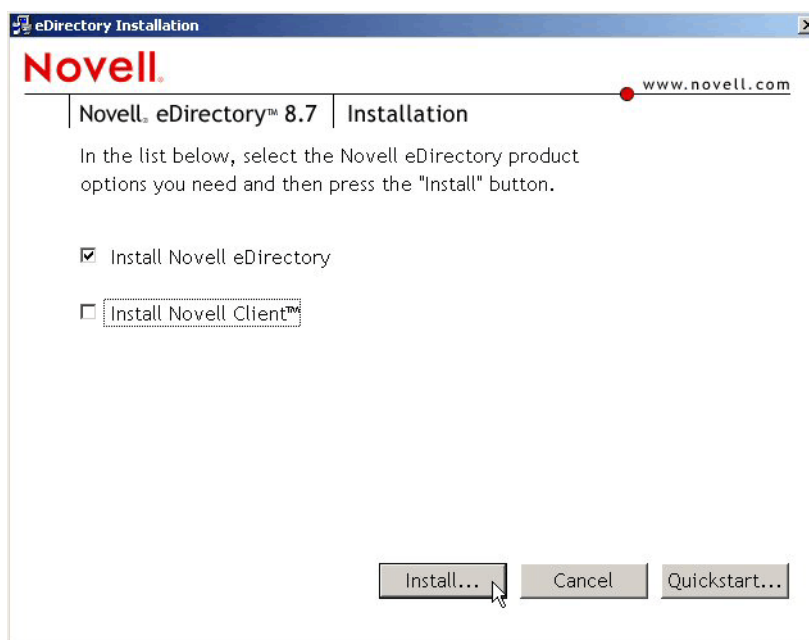 eDirectory Installation
Novell®
www.novell.com
Novell® eDirectory™ 8.7 Installation
In the list below, select the Novell eDirectory product
options you need and then press the "Install" button.
Install Novell eDirectory
Install Novell Client™
Install... Cancel Quickstart...